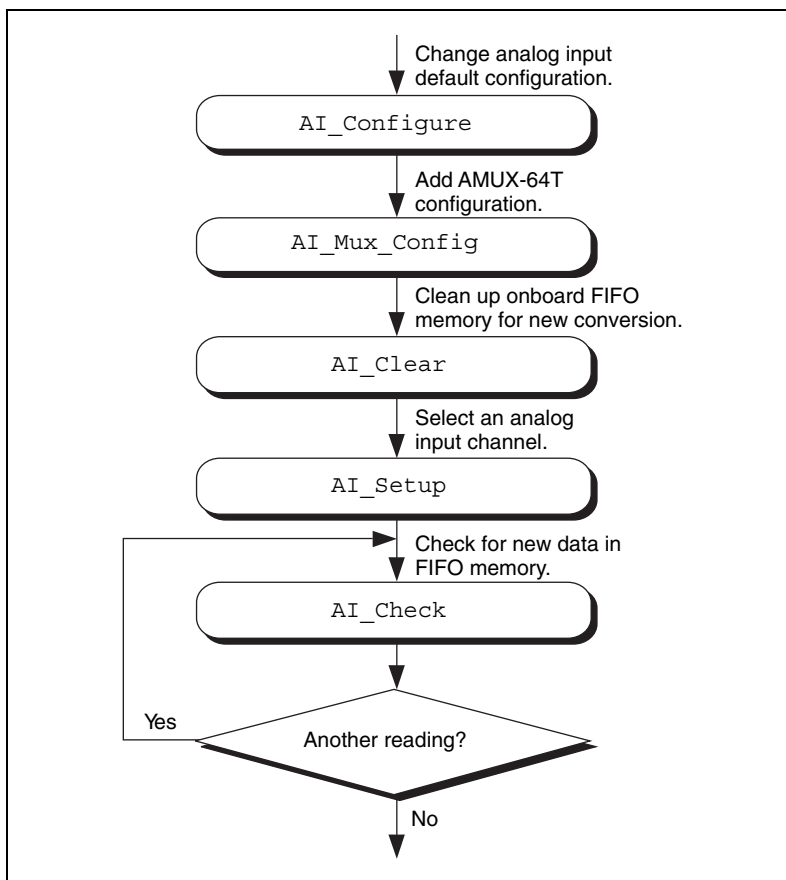 Change analog input
default configuration.
AI_Configure
Add AMUX-64T
configuration.
AI_Mux_Config
Clean up onboard FIFO
memory for new conversion.
AI_Clear
Select an analog
input channel.
AI_Setup
Check for new data in
FIFO memory.
AI_Check
Yes
Another reading?
No